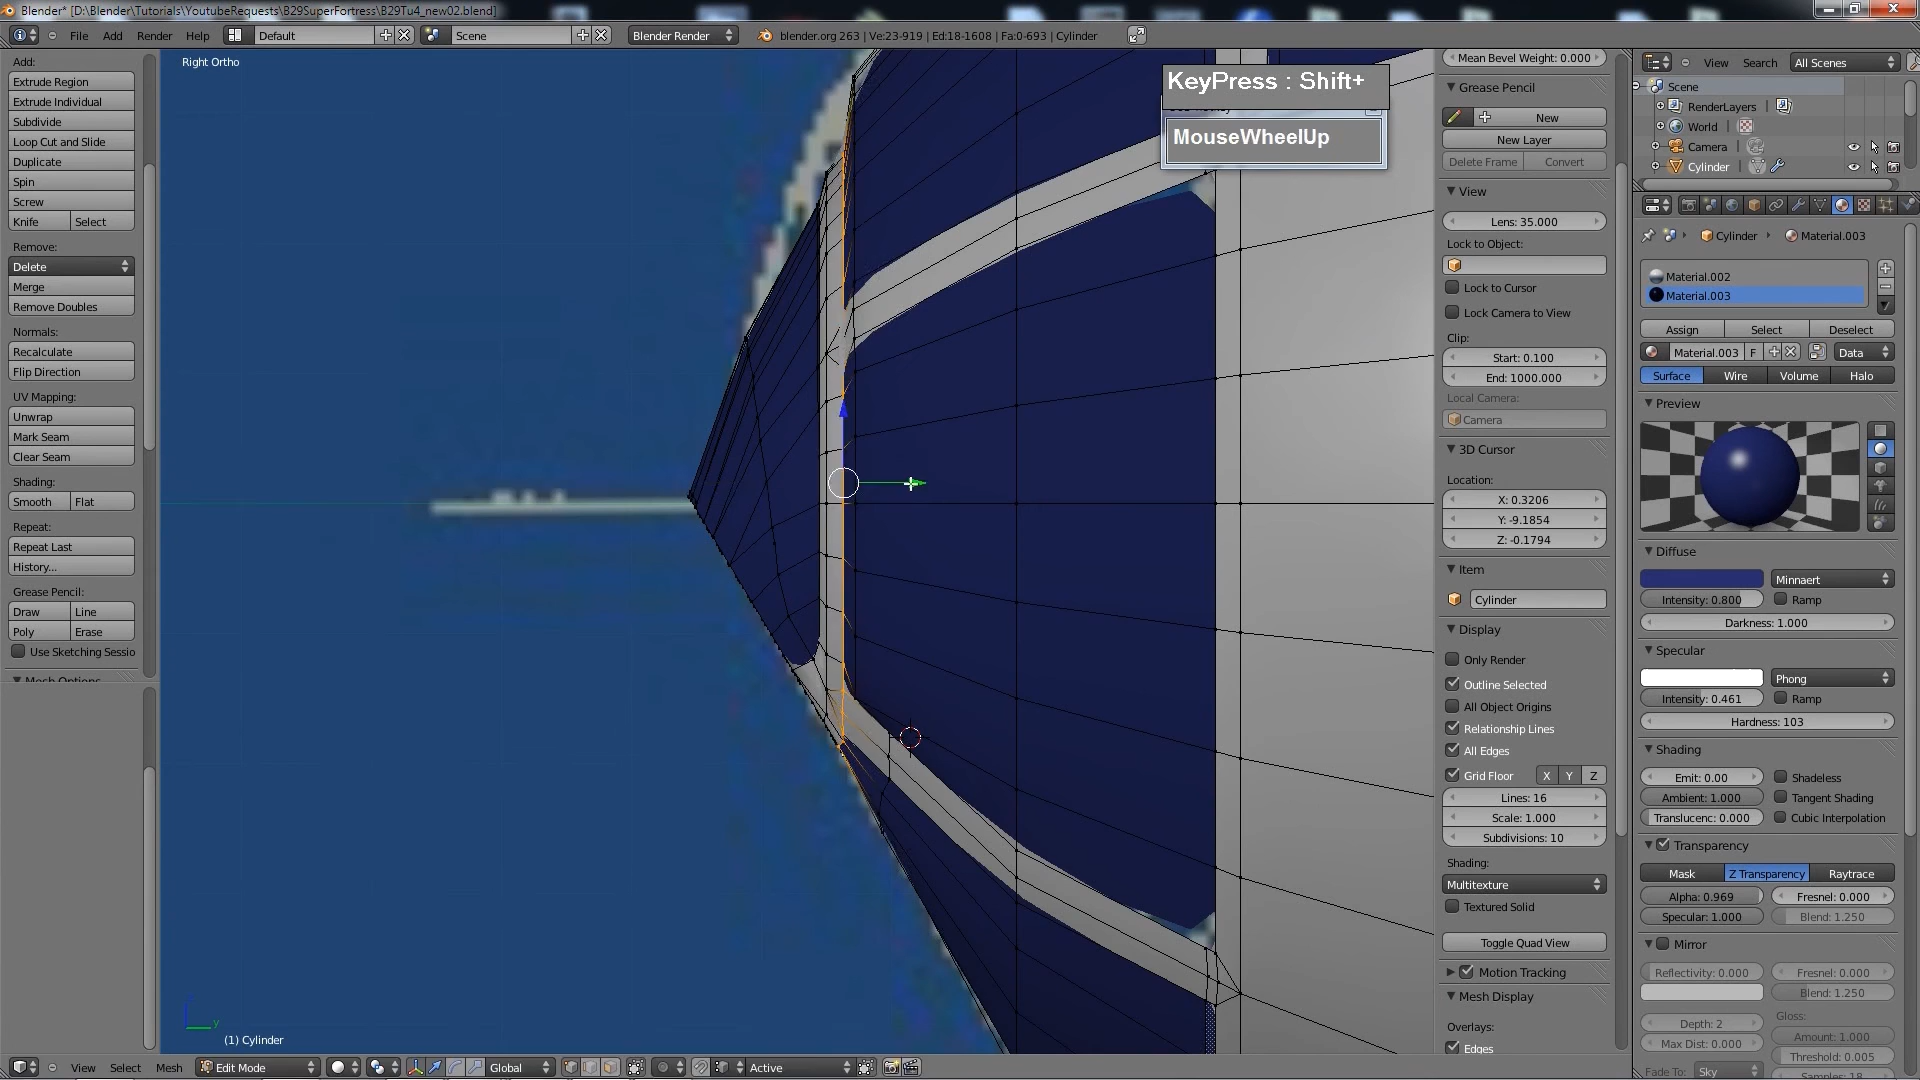 Blender* [D:\Blender\Tutorials\YoutubeRequests\B29SuperFortress\B29Tu4_new02.blend]
File Add Render Help Default Scene Blender Render blender.org 263 | Ve:23-919 | Ed:18-1608 | Fa:0-693 | Cylinder
Add:
Extrude Region
Extrude Individual
Subdivide
Loop Cut and Slide
Duplicate
Spin
Screw
Knife Select
Remove:
Delete
Merge
Remove Doubles
Normals:
Recalculate
Flip Direction
UV Mapping:
Unwrap
Mark Seam
Clear Seam
Shading:
Smooth Flat
Repeat:
Repeat Last
History...
Grease Pencil:
Draw Line
Poly Erase
Use Sketching Sessio
Mesh Options
Right Ortho
KeyPress : Shift+
MouseWheelUp
y
(1) Cylinder
View Select Mesh Edit Mode Global Active
Mean Bevel Weight: 0.000
Grease Pencil
New
New Layer
Delete Frame Convert
View
Lens: 35.000
Lock to Object:
Lock to Cursor
Lock Camera to View
Clip:
Start: 0.100
End: 1000.000
Local Camera:
Camera
3D Cursor
Location:
X: 0.3206
Y: -9.1854
Z: -0.1794
Item
Cylinder
Display
Only Render
Outline Selected
All Object Origins
Relationship Lines
All Edges
Grid Floor X Y Z
Lines: 16
Scale: 1.000
Subdivisions: 10
Shading:
Multitexture
Textured Solid
Toggle Quad View
Motion Tracking
Mesh Display
Overlays:
Edges
View Search All Scenes
Scene
RenderLayers
World
Camera
Cylinder
Cylinder Material.003
Material.002
Material.003
Assign Select Deselect
Material.003 F Data
Surface Wire Volume Halo
Preview
Diffuse
Minnaert
Intensity: 0.800 Ramp
Darkness: 1.000
Specular
Phong
Intensity: 0.461 Ramp
Hardness: 103
Shading
Emit: 0.00 Shadeless
Ambient: 1.000 Tangent Shading
Translucenc: 0.000 Cubic Interpolation
Transparency
Mask Z Transparency Raytrace
Alpha: 0.969 Fresnel: 0.000
Specular: 1.000 Blend: 1.250
Mirror
Reflectivity: 0.000 Fresnel: 0.000
Blend: 1.250
Gloss:
Depth: 2 Amount: 1.000
Max Dist: 0.000 Threshold: 0.005
Fade To: Sky Samples: 18